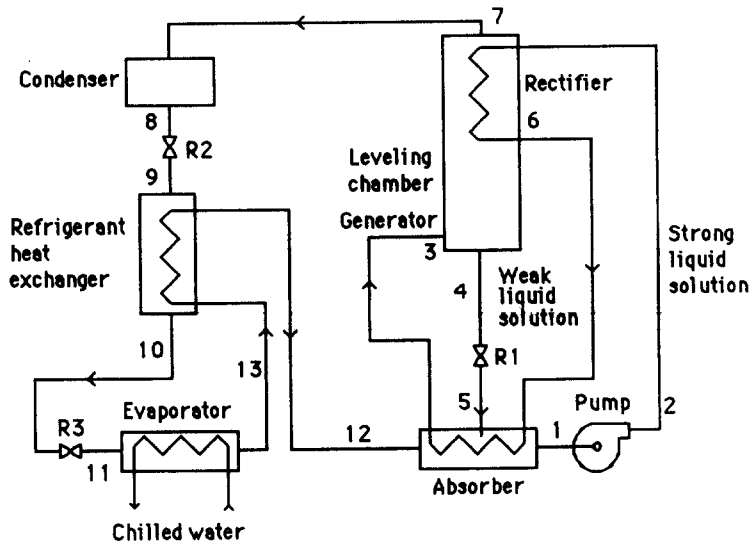 7
Condenser
Rectifier
8
6
R2
Leveling
chamber
9
Generator
3
Refrigerant
heat
exchanger
Strong
liquid
solution
4
Weak
liquid
solution
10
13
R1
Evaporator
5
Pump
2
R3
12
1
11
Absorber
Chilled water